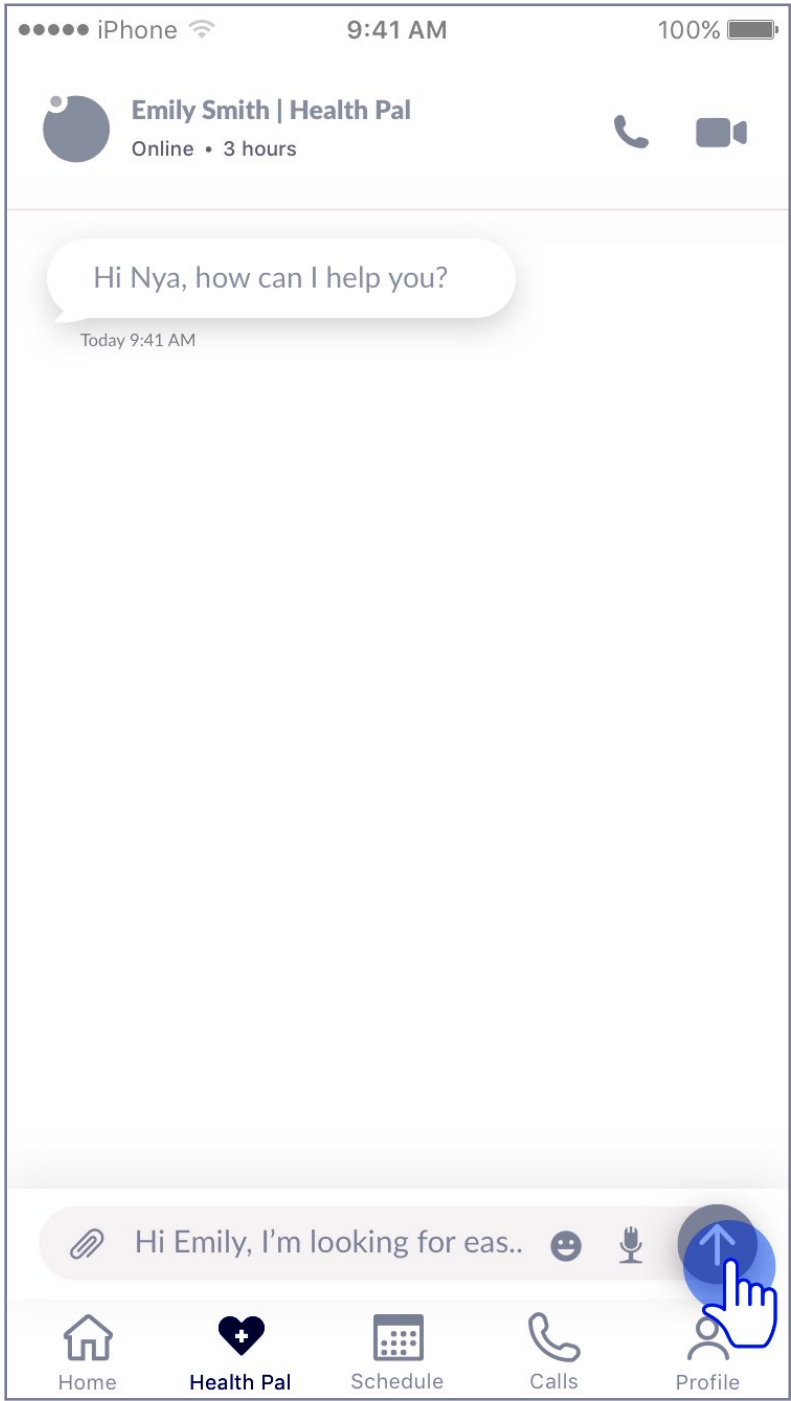 iPhone 9:41 AM 100%
Emily Smith | Health Pal
Online • 3 hours
Hi Nya, how can I help you?
Today 9:41 AM
Hi Emily, I’m looking for eas..
Home Health Pal Schedule Calls Profile